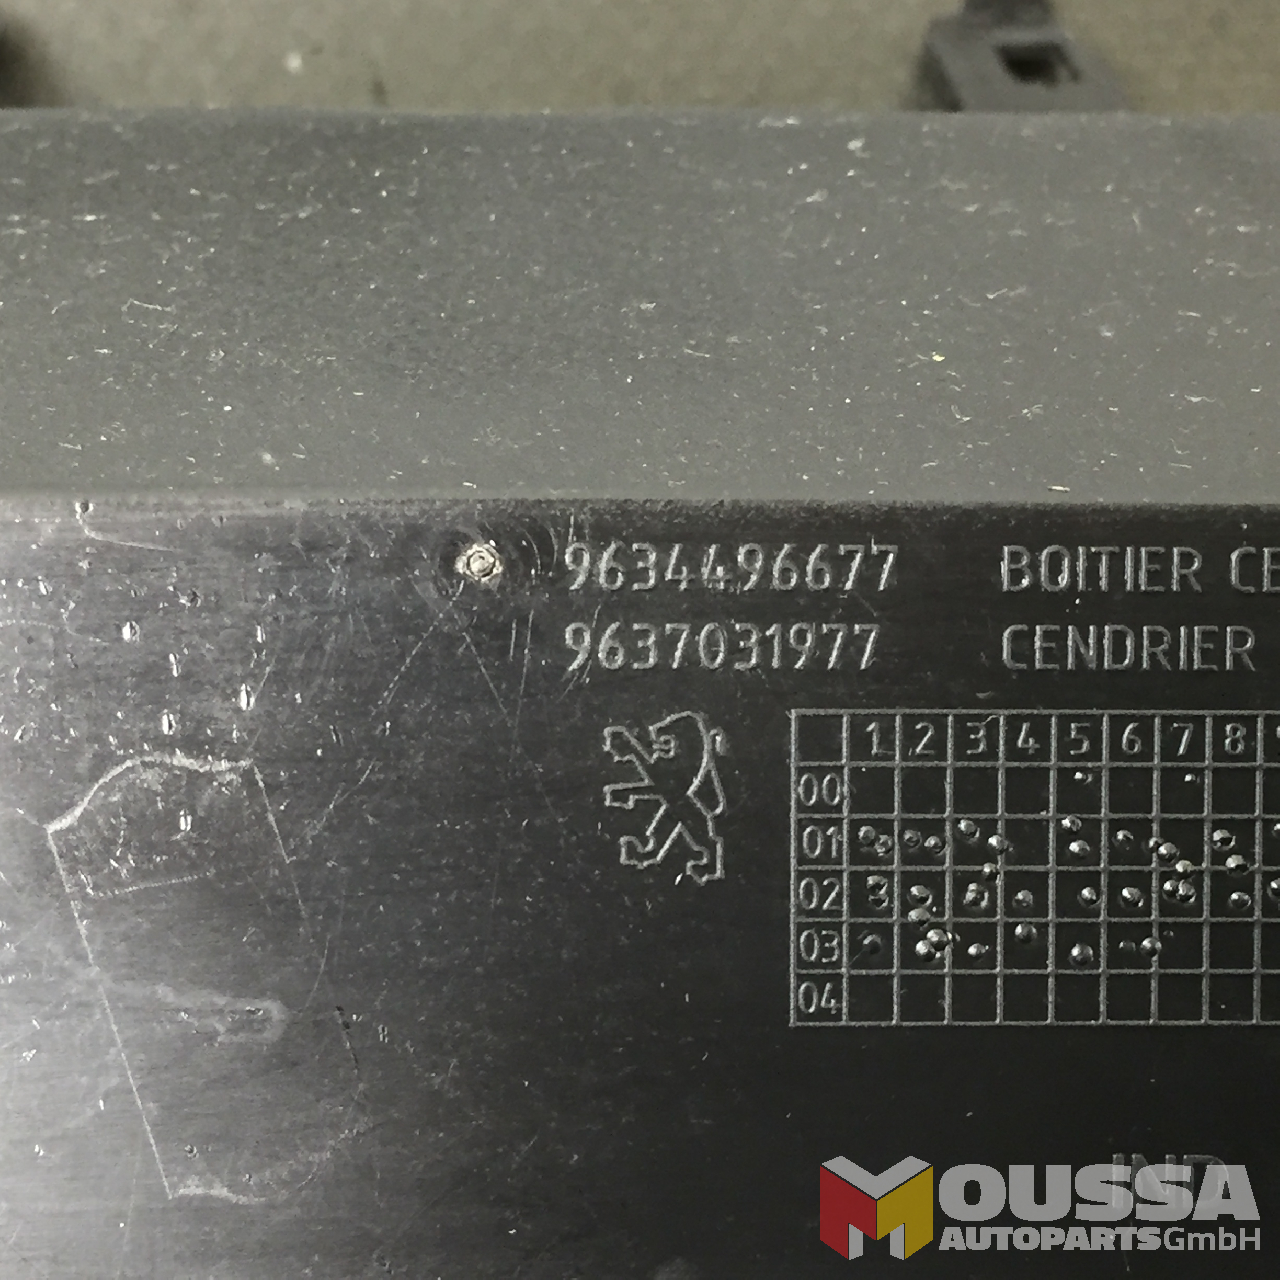 9634496677 BOITIER CE
9637031977 CENDRIER
1 2 3 4 5 6 7 8
00
01
02
03
04
IND
MOUSSA
AUTOPARTS GmbH